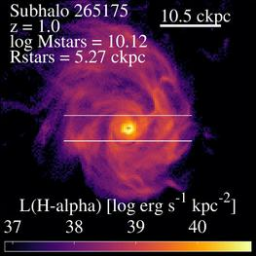 Subhalo 265175
10.5 ckpc
z = 1.0
log Mstars = 10.12
Rstars = 5.27 ckpc
L(H-alpha) [log erg s⁻¹ kpc⁻²]
37 38 39 40